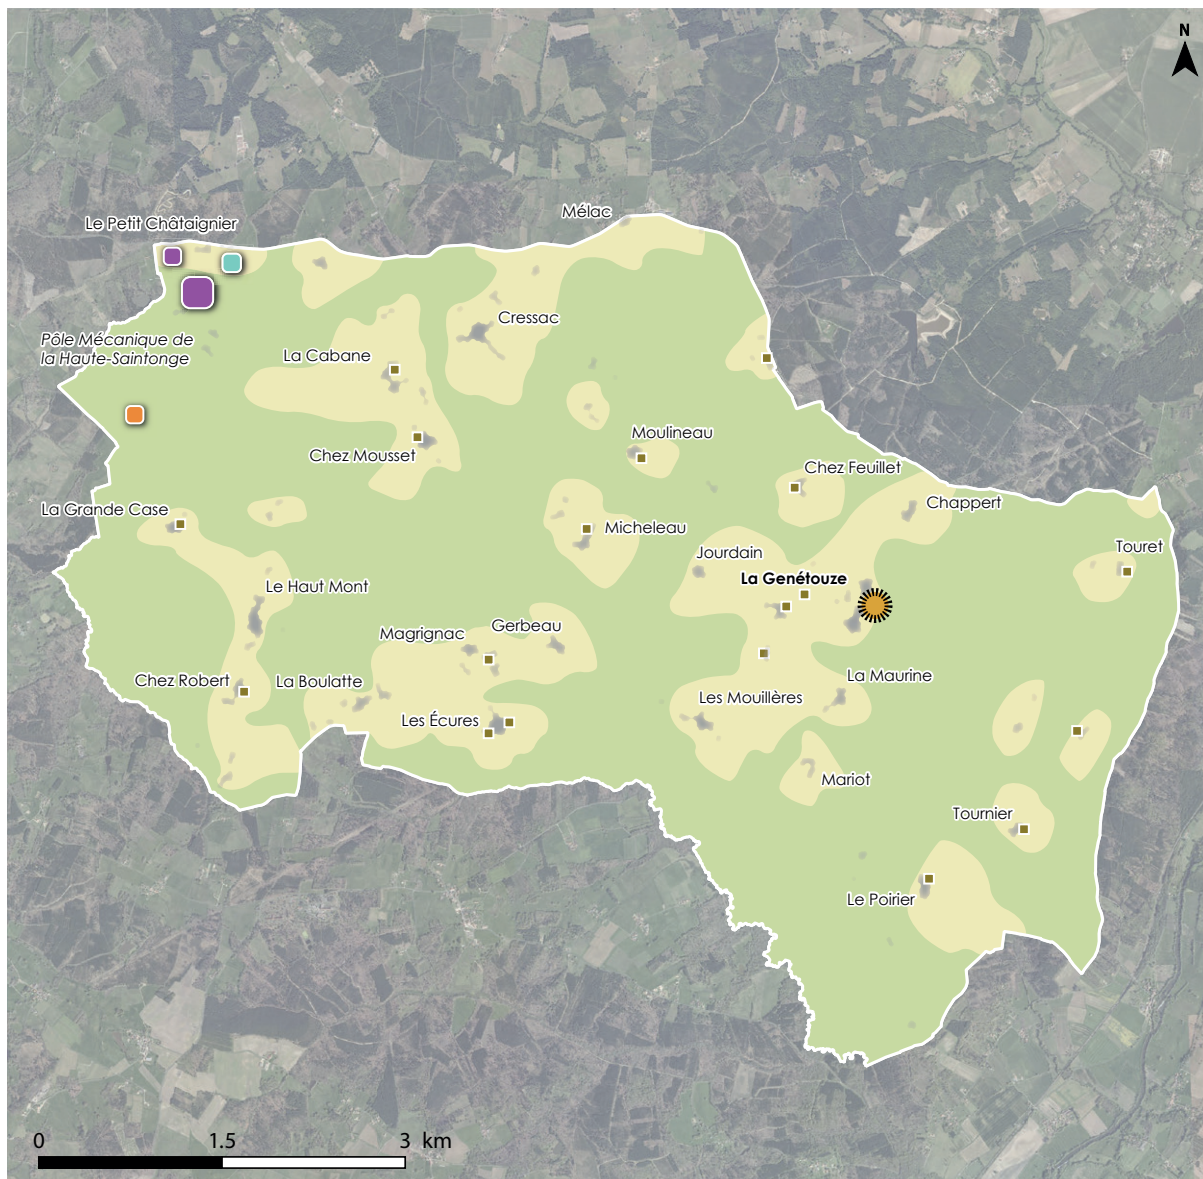 N
Mélac
Le Petit Châtaignier
Cressac
Pôle Mécanique de
la Haute-Saintonge
La Cabane
Moulineau
Chez Mousset
Chez Feuillet
Chappert
La Grande Case
Micheleau
Touret
Jourdain
La Genétouze
Le Haut Mont
Gerbeau
Magrignac
La Maurine
Chez Robert
La Boulatte
Les Mouillères
Les Écures
Mariot
Tournier
Le Poirier
0 1.5 3 km